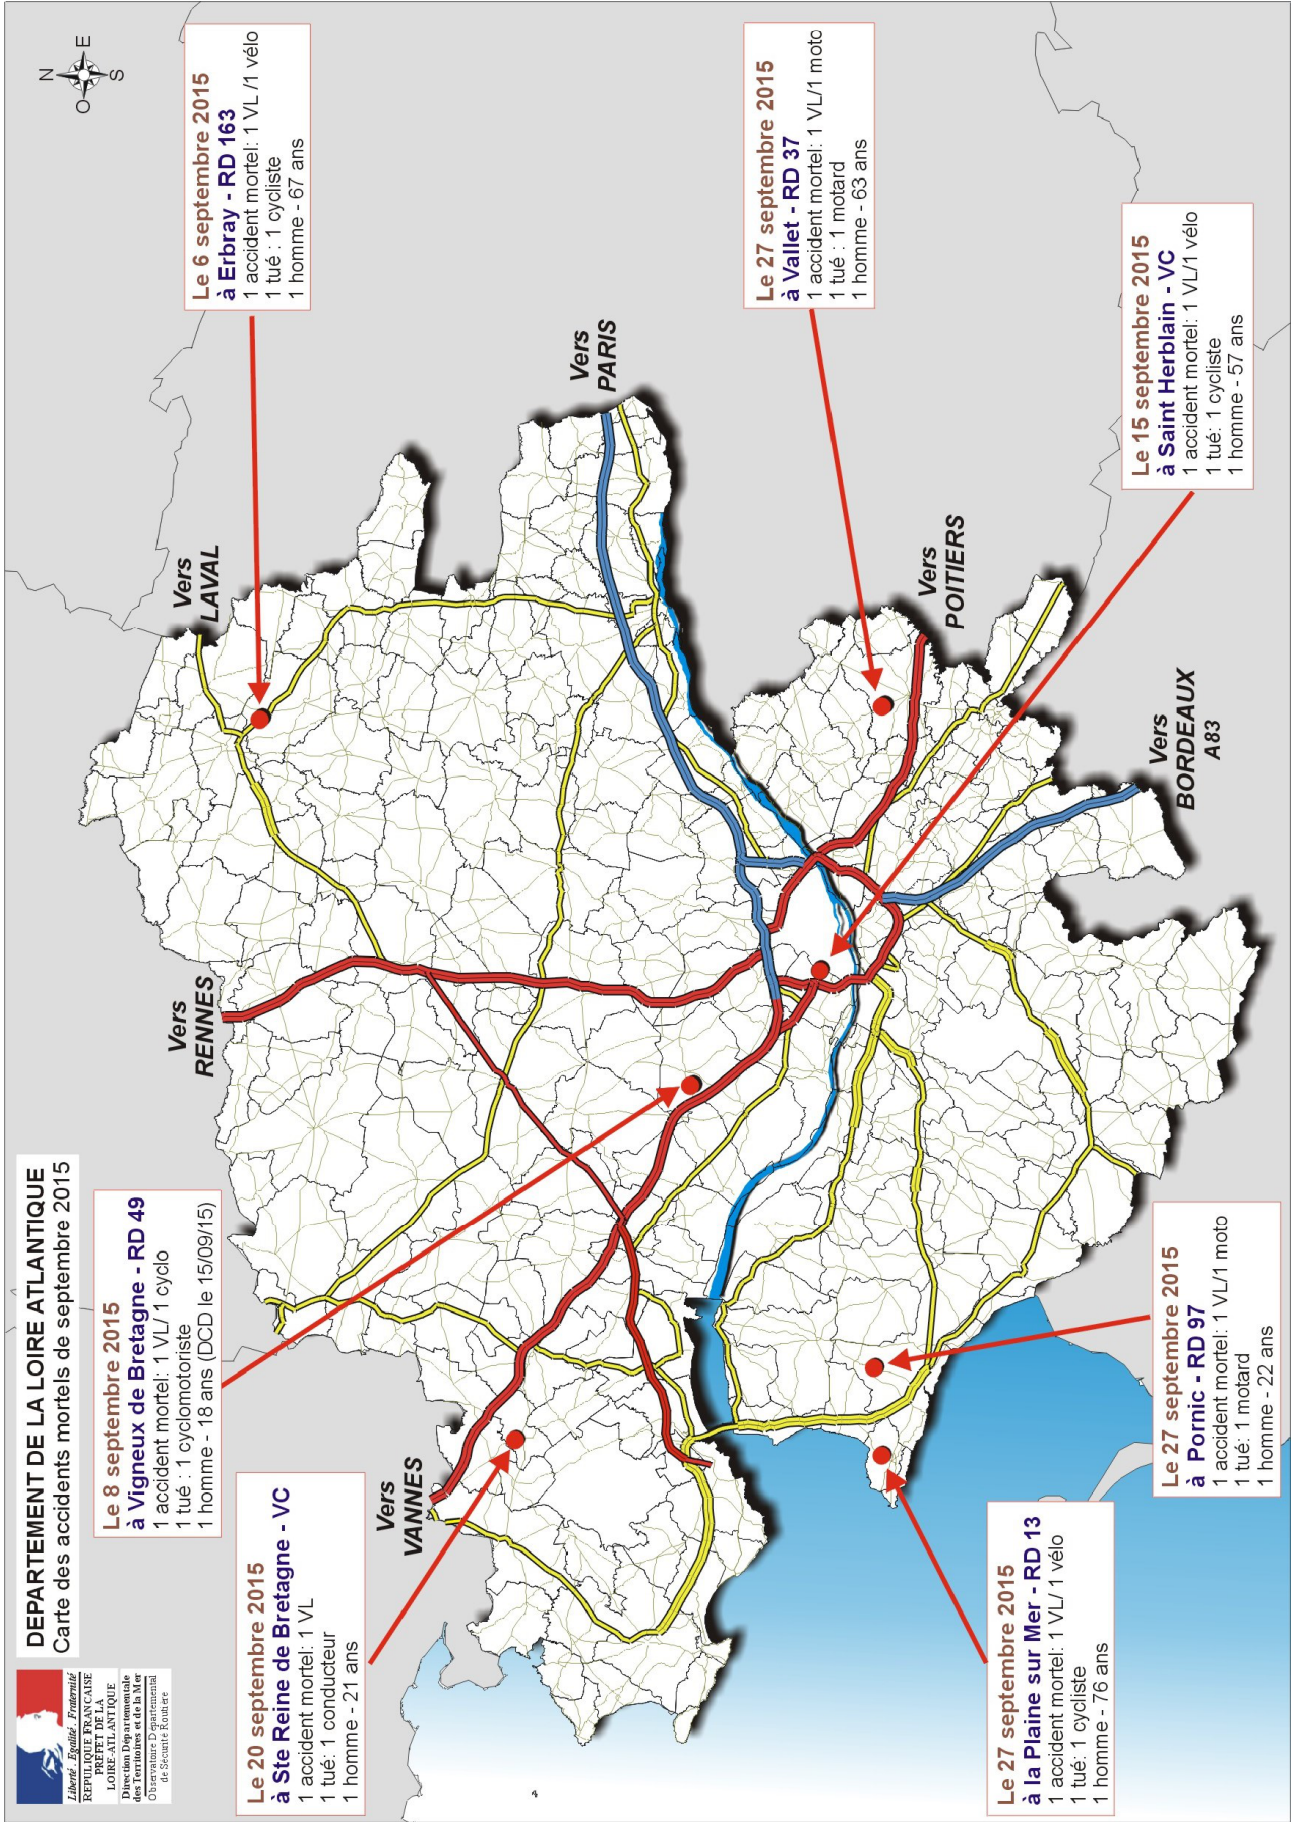 Liberté . Egalité . Fraternité
REPUBLIQUE FRANCAISE
PREFET DE LA
LOIRE-ATLANTIQUE
Direction Départementale
des Territoires et de la Mer
Observatoire Départemental
de Sécurité Routière
DEPARTEMENT DE LA LOIRE ATLANTIQUE
Carte des accidents mortels de septembre 2015
N
E
S
O
Le 8 septembre 2015
à Vigneux de Bretagne - RD 49
1 accident mortel: 1 VL/ 1 cyclo
1 tué : 1 cyclomotoriste
1 homme - 18 ans (DCD le 15/09/15)
Le 6 septembre 2015
à Erbray - RD 163
1 accident mortel: 1 VL /1 vélo
1 tué : 1 cycliste
1 homme - 67 ans
Vers
RENNES
Vers
LAVAL
Le 20 septembre 2015
à Ste Reine de Bretagne - VC
1 accident mortel: 1 VL
1 tué: 1 conducteur
1 homme - 21 ans
Vers
VANNES
Vers
PARIS
Le 27 septembre 2015
à Vallet - RD 37
1 accident mortel: 1 VL/1 moto
1 tué : 1 motard
1 homme - 63 ans
Vers
POITIERS
Le 27 septembre 2015
à la Plaine sur Mer - RD 13
1 accident mortel: 1 VL/ 1 vélo
1 tué: 1 cycliste
1 homme - 76 ans
Le 27 septembre 2015
à Pornic - RD 97
1 accident mortel: 1 VL/1 moto
1 tué: 1 motard
1 homme - 22 ans
Vers
BORDEAUX
A83
Le 15 septembre 2015
à Saint Herblain - VC
1 accident mortel: 1 VL/1 vélo
1 tué: 1 cycliste
1 homme - 57 ans